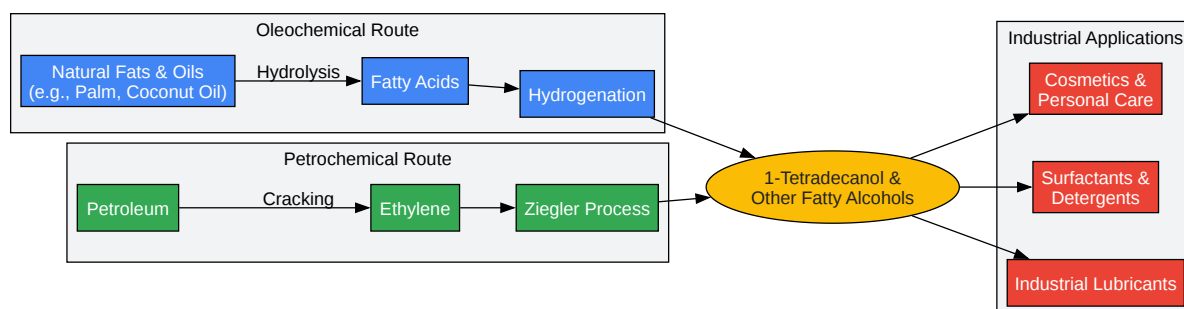 Oleochemical Route
Natural Fats & Oils
(e.g., Palm, Coconut Oil)
Hydrolysis
Fatty Acids
Hydrogenation
Petrochemical Route
Petroleum
Cracking
Ethylene
Ziegler Process
1-Tetradecanol &
Other Fatty Alcohols
Industrial Applications
Cosmetics &
Personal Care
Surfactants &
Detergents
Industrial Lubricants